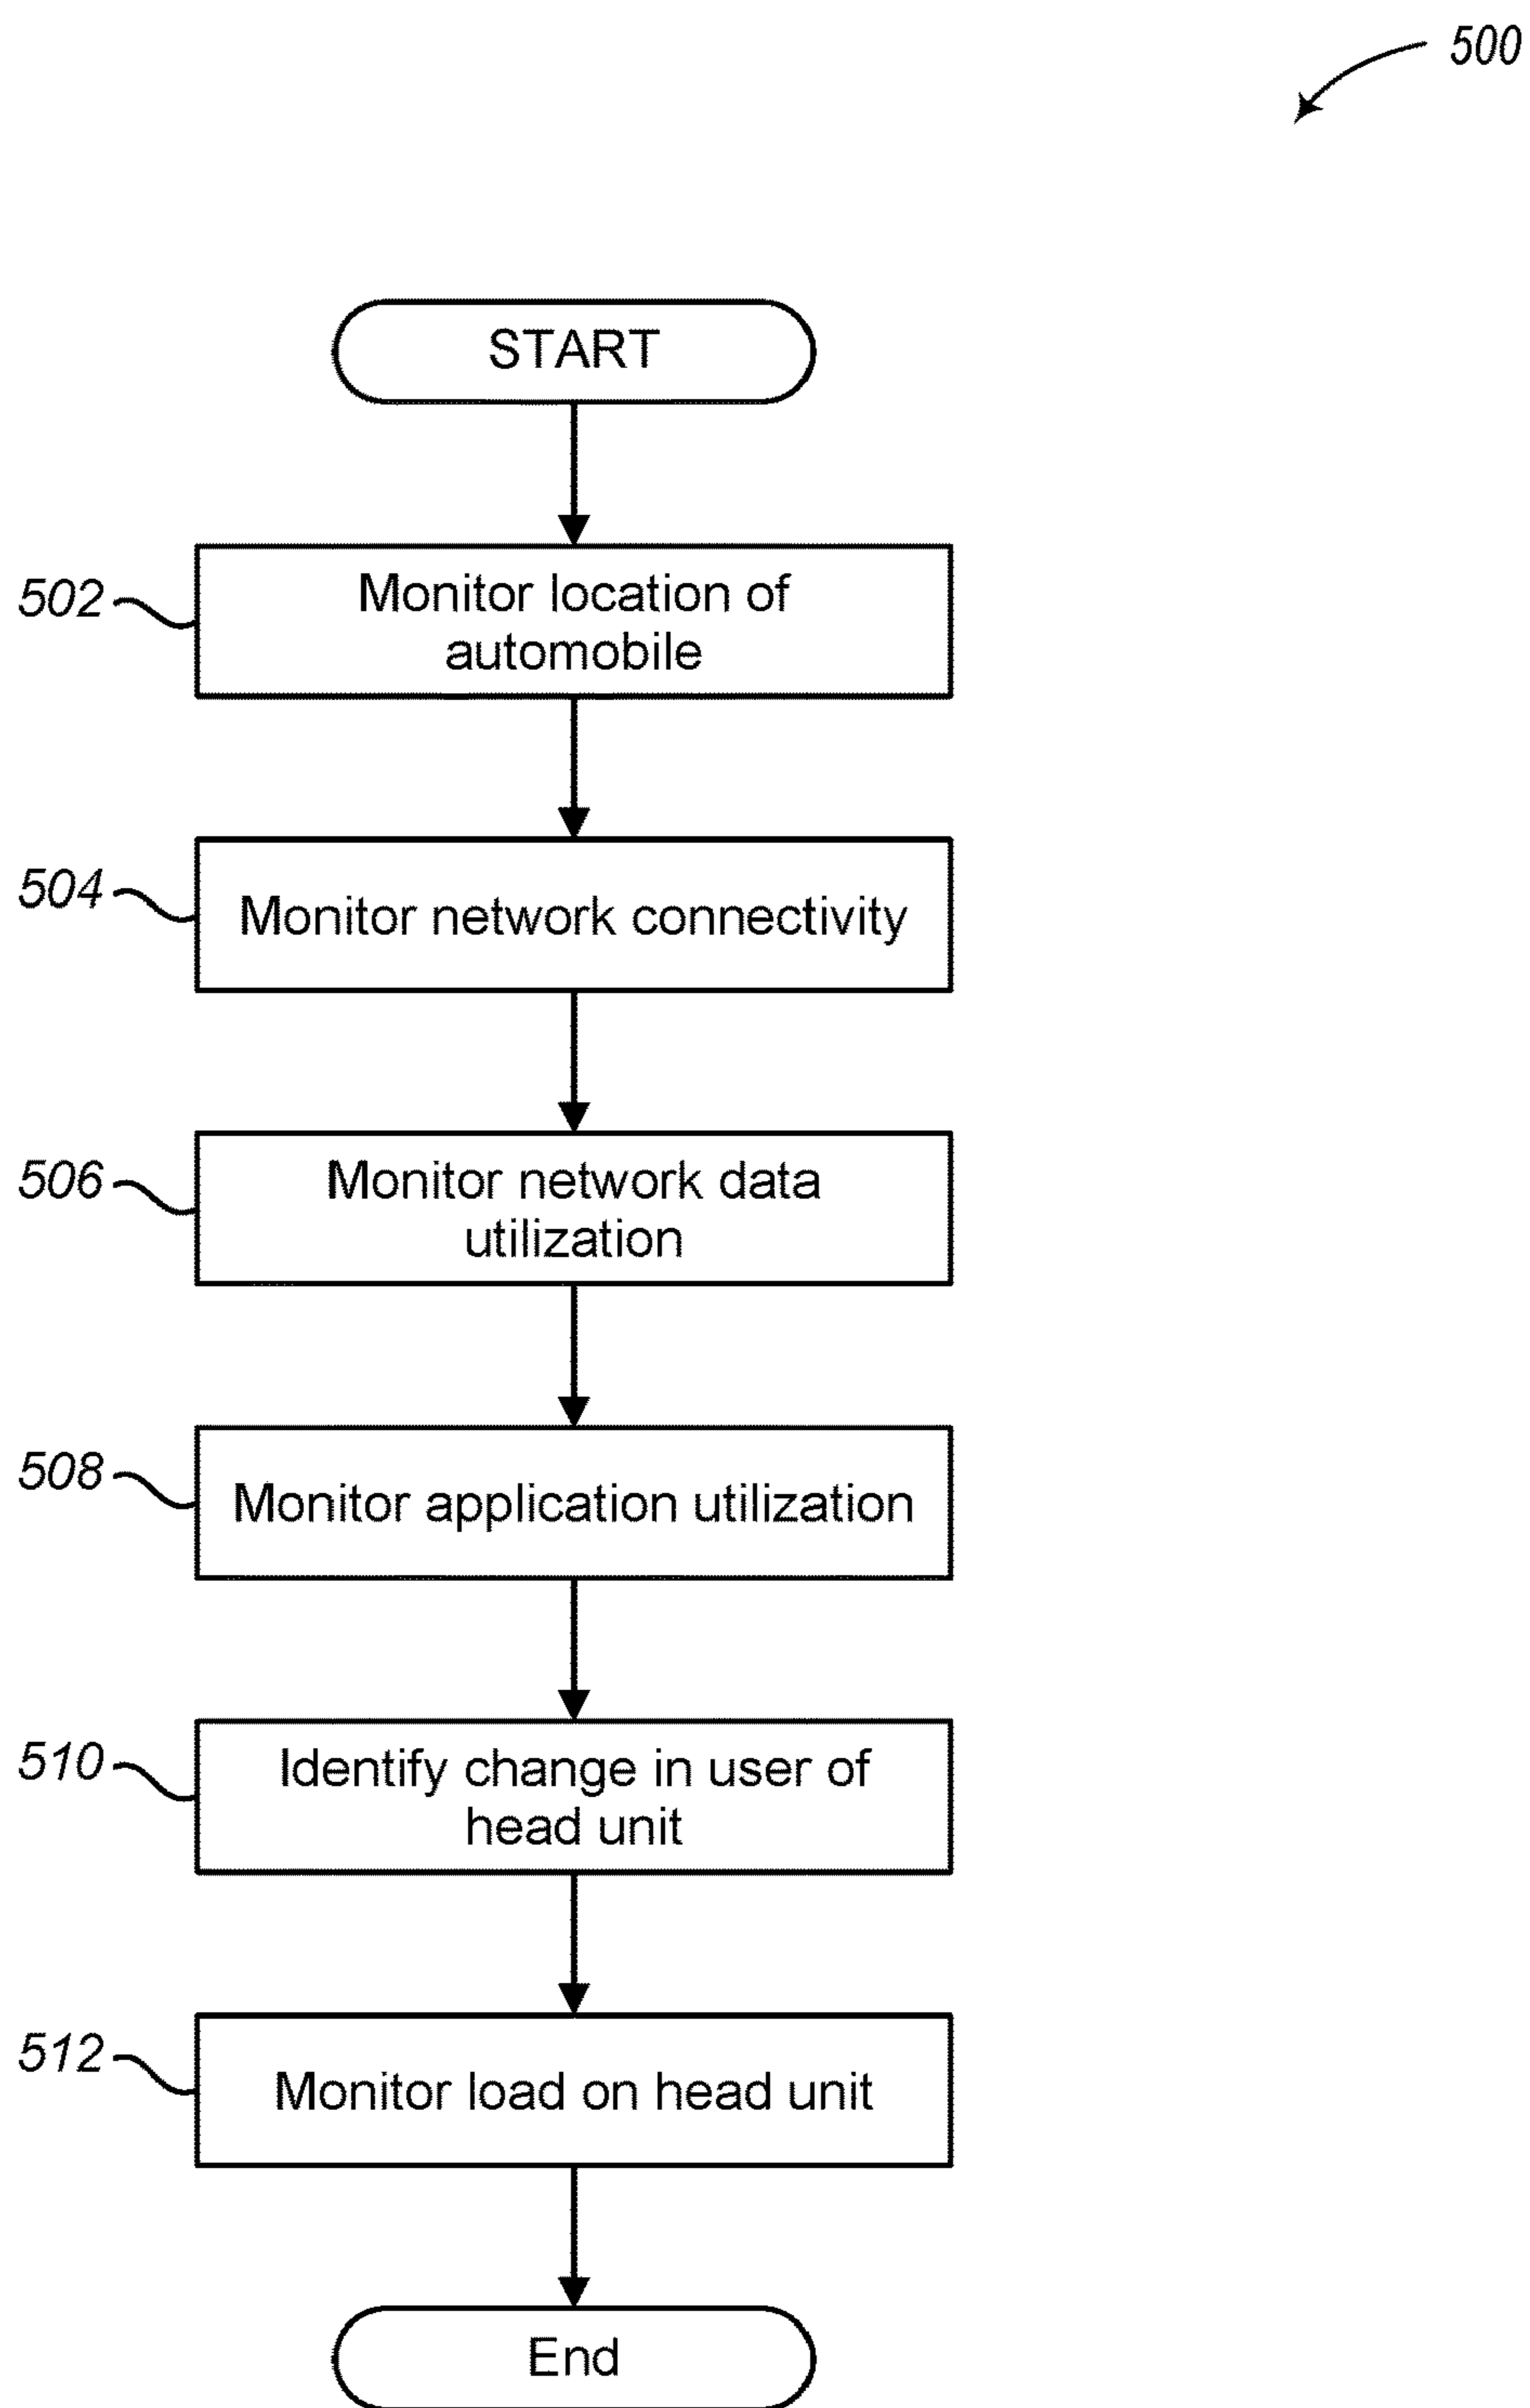 500
START
502
Monitor location of
automobile
504
Monitor network connectivity
506
Monitor network data
utilization
508
Monitor application utilization
510
Identify change in user of
head unit
512
Monitor load on head unit
End